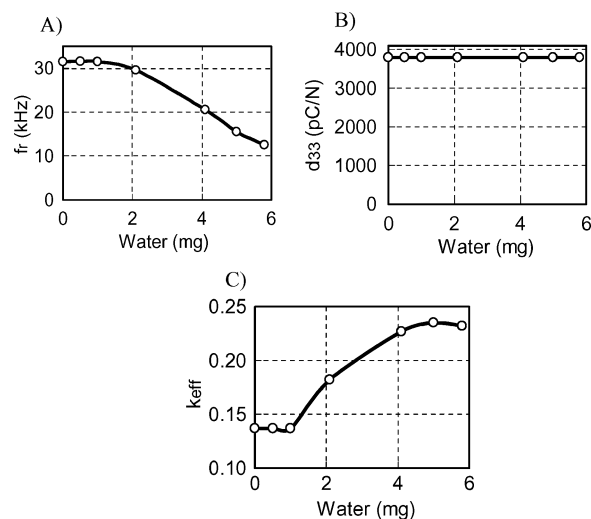 A)
30
20
10
0
fr (kHz)
0 2 4 6
Water (mg)
B)
4000
3000
2000
1000
0
d33 (pC/N)
0 2 4 6
Water (mg)
C)
0.25
0.20
0.15
0.10
keff
0 2 4 6
Water (mg)